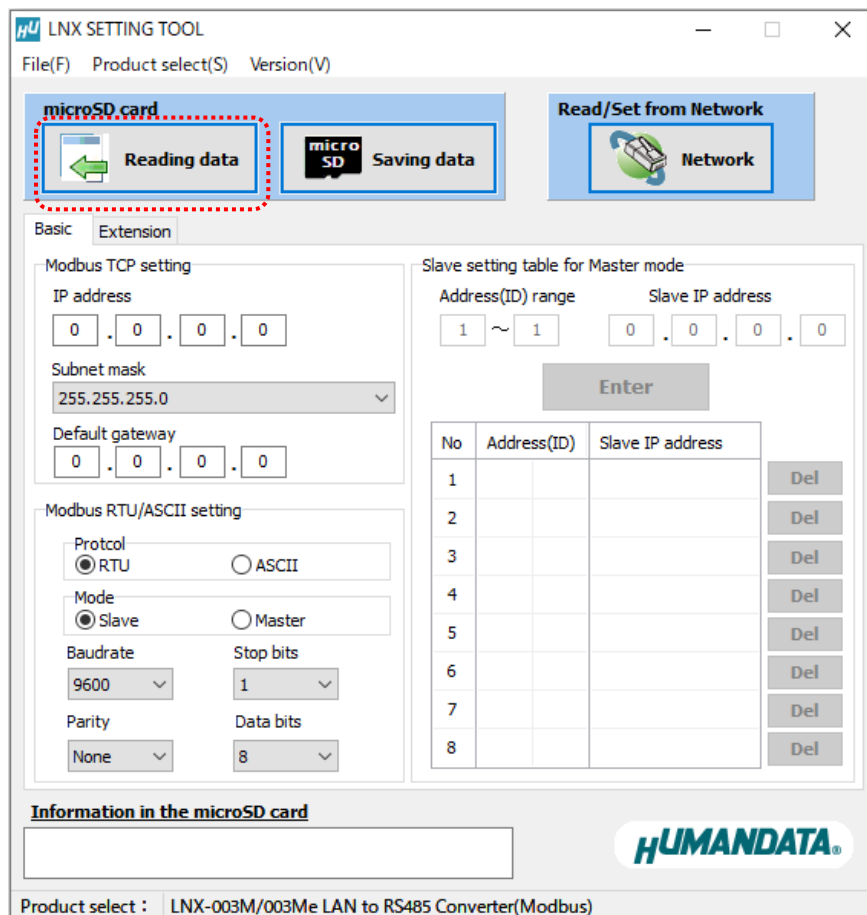 HU LNX SETTING TOOL
File(F) Product select(S) Version(V)
microSD card
Reading data
micro
SD
Saving data
Read/Set from Network
Network
Basic Extension
Modbus TCP setting
IP address
0 . 0 . 0 . 0
Subnet mask
255.255.255.0
Default gateway
0 . 0 . 0 . 0
Modbus RTU/ASCII setting
Protcol
RTU ASCII
Mode
Slave Master
Baudrate Stop bits
9600 1
Parity Data bits
None 8
Slave setting table for Master mode
Address(ID) range Slave IP address
1 ~ 1 0 . 0 . 0 . 0
Enter
No Address(ID) Slave IP address
1 Del
2 Del
3 Del
4 Del
5 Del
6 Del
7 Del
8 Del
Information in the microSD card
HUMANDATA®
Product select : LNX-003M/003Me LAN to RS485 Converter(Modbus)